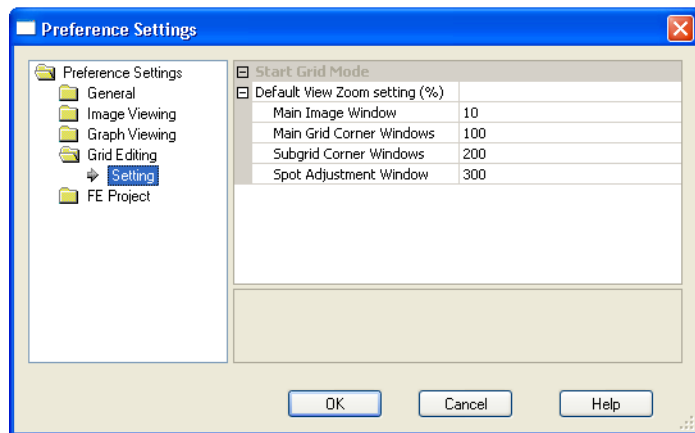 Preference Settings
Preference Settings
General
Image Viewing
Graph Viewing
Grid Editing
Setting
FE Project
Start Grid Mode
Default View Zoom setting (%)
Main Image Window 10
Main Grid Corner Windows 100
Subgrid Corner Windows 200
Spot Adjustment Window 300
OK Cancel Help